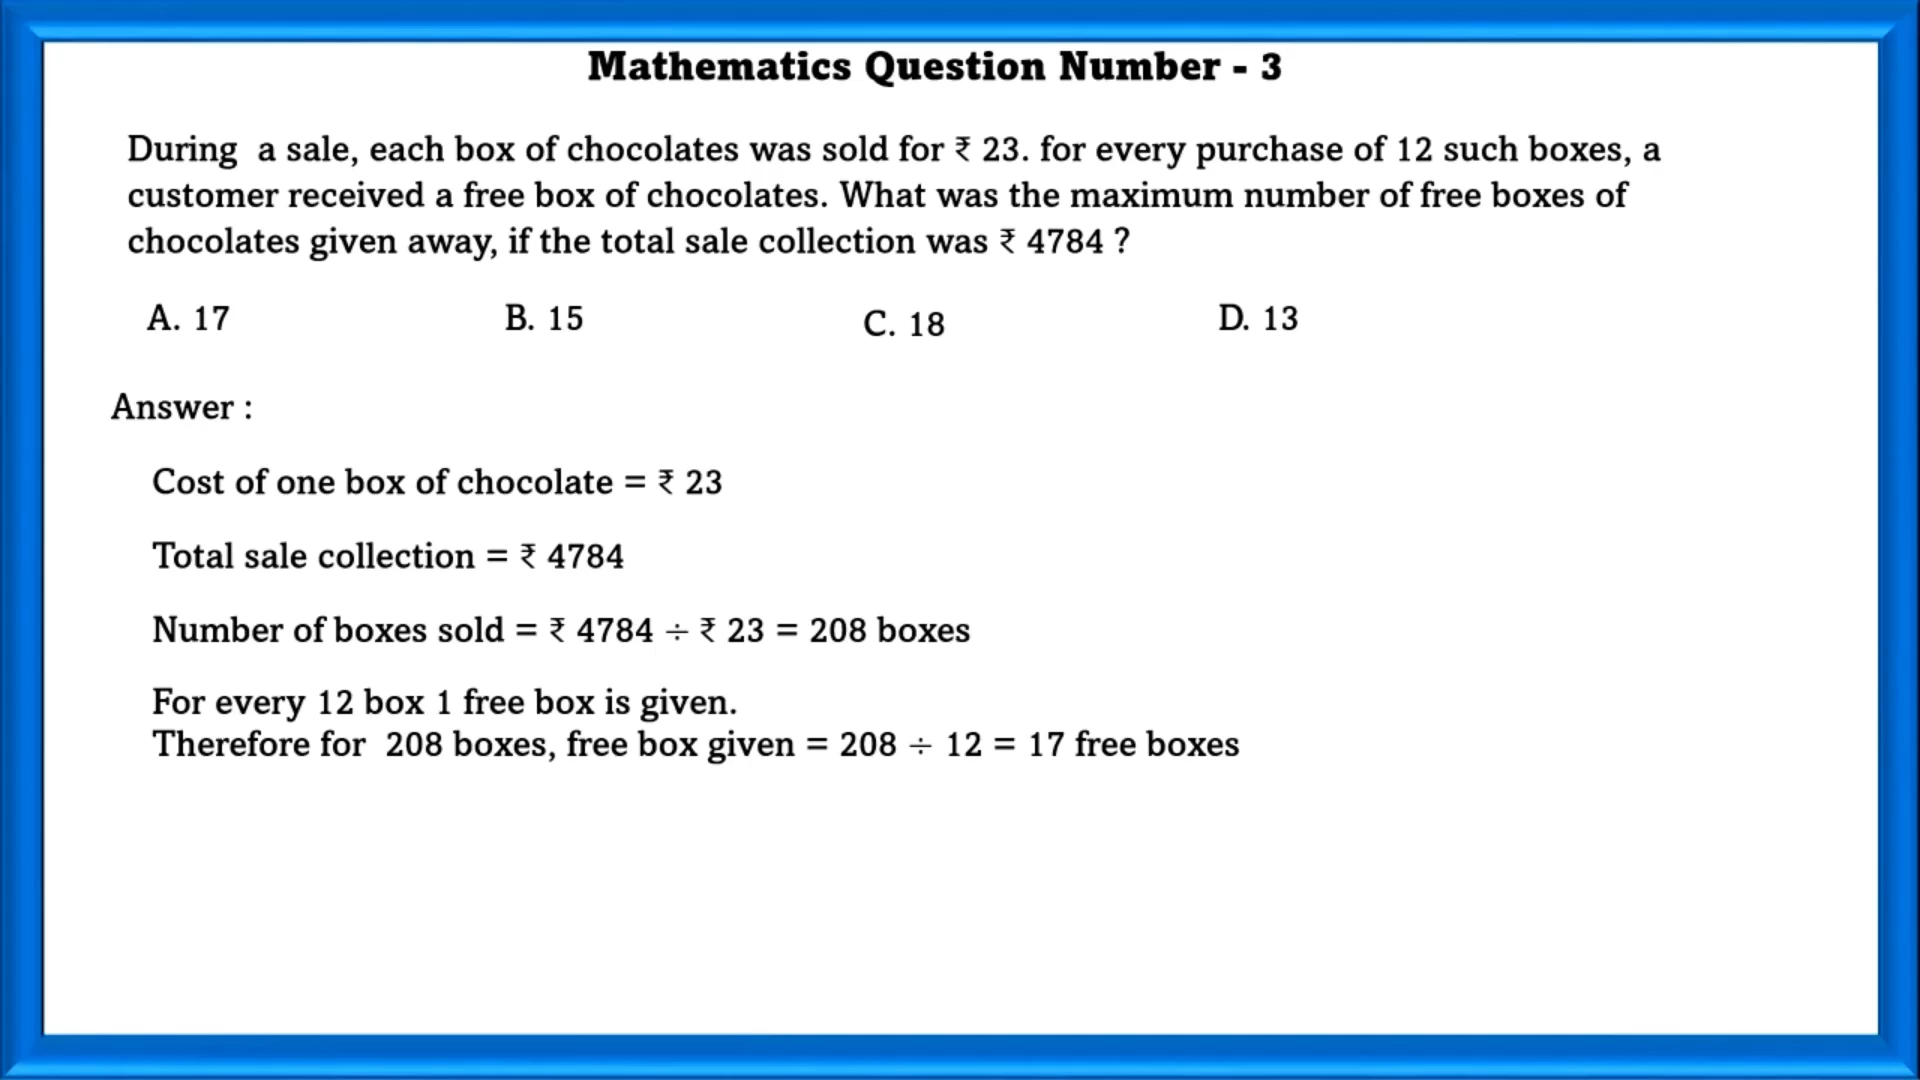 Mathematics Question Number - 3
During  a sale, each box of chocolates was sold for ₹ 23. for every purchase of 12 such boxes, a
customer received a free box of chocolates. What was the maximum number of free boxes of
chocolates given away, if the total sale collection was ₹ 4784 ?
A. 17 B. 15 C. 18 D. 13
Answer :
Cost of one box of chocolate = ₹ 23
Total sale collection = ₹ 4784
Number of boxes sold = ₹ 4784 ÷ ₹ 23 = 208 boxes
For every 12 box 1 free box is given.
Therefore for  208 boxes, free box given = 208 ÷ 12 = 17 free boxes